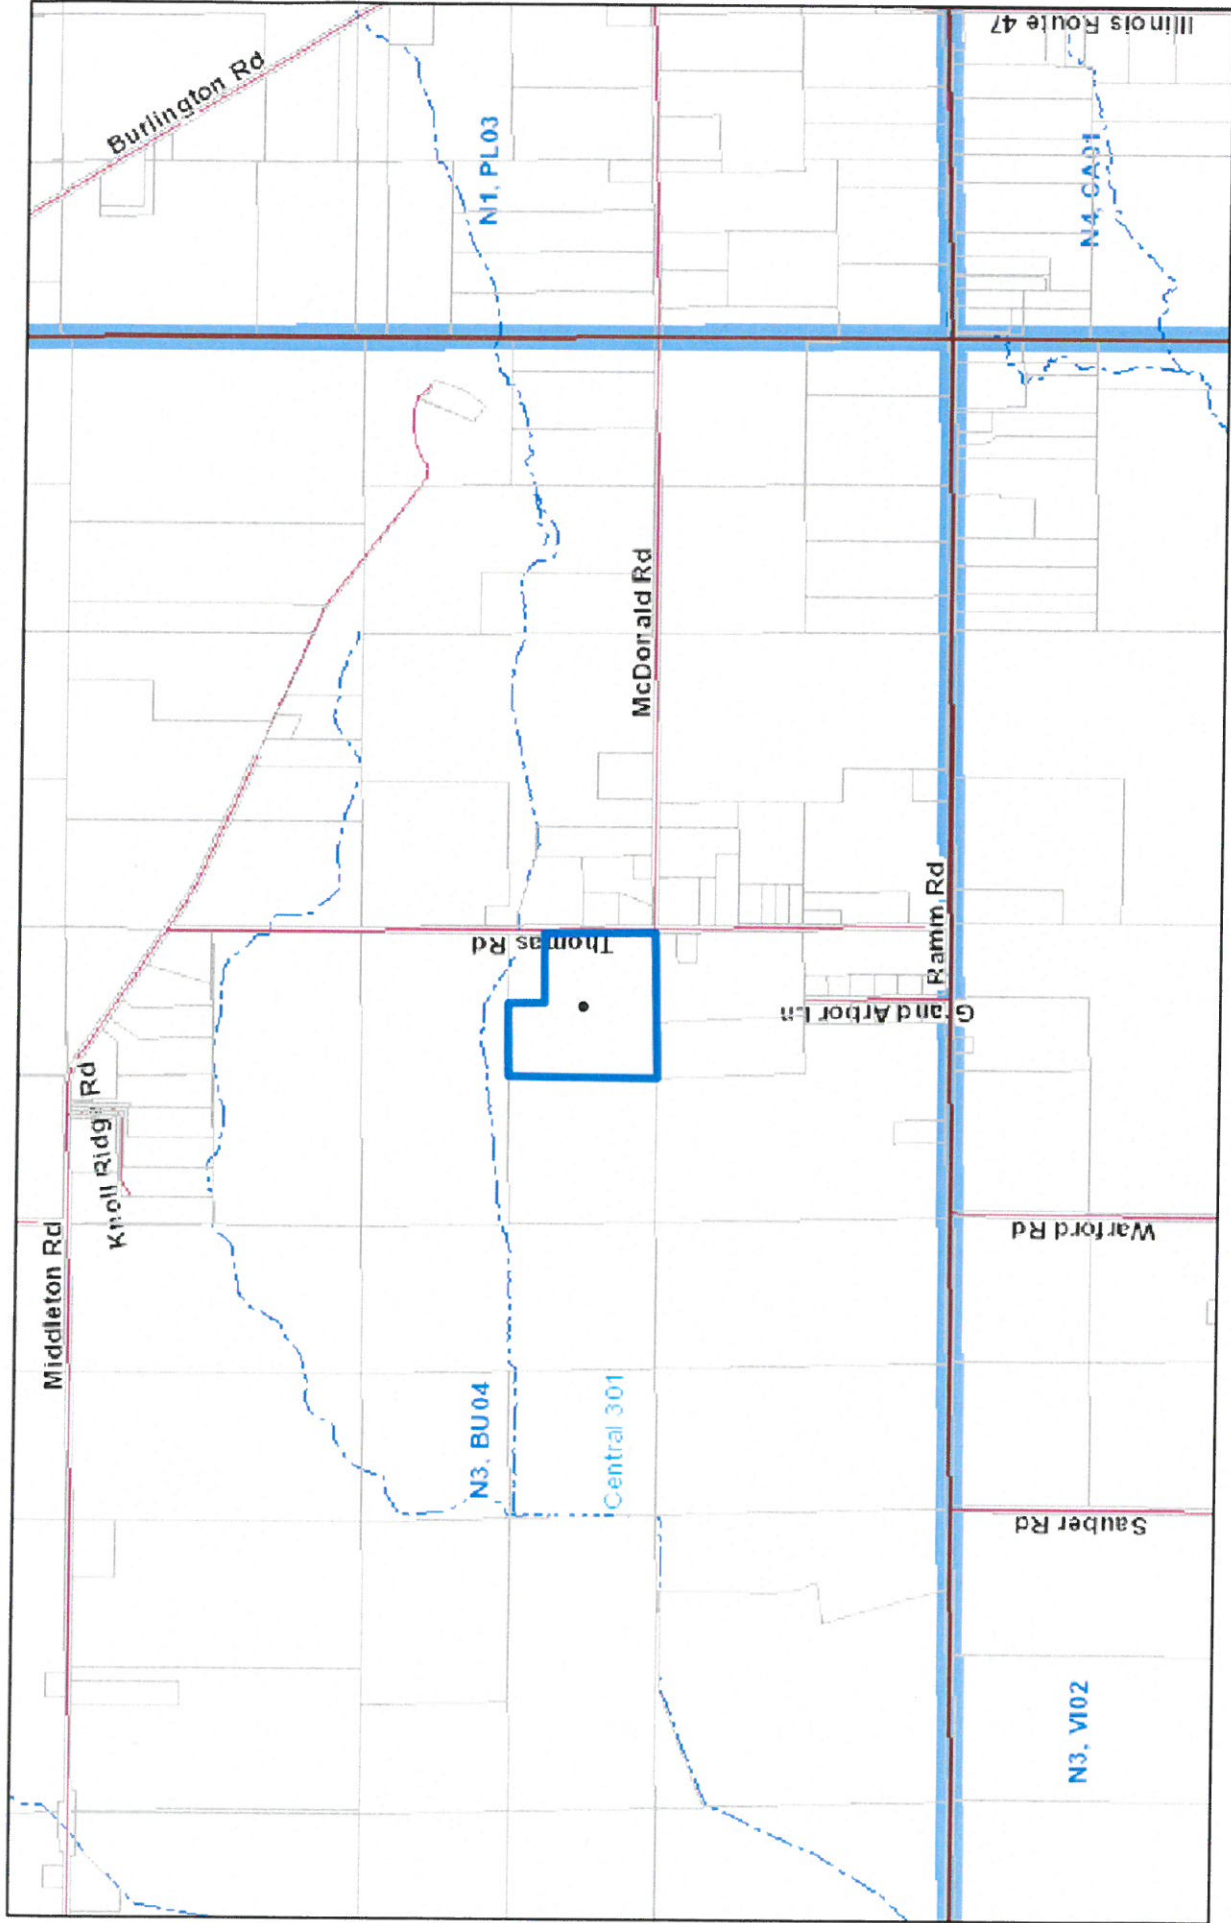 Burlington Rd
Illinois Route 47
N1, PL03
N4, CA01
McDonald Rd
Thomas Rd
Ramm Rd
Grand Arbor Ln
Knoll Ridge Rd
Middleton Rd
Warford Rd
N3, BU04
Central 301
Sauber Rd
N3, VI02